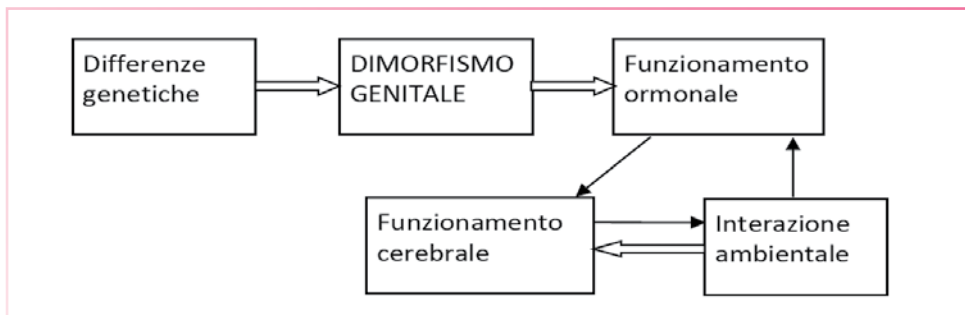 Differenze
genetiche
DIMORFISMO
GENITALE
Funzionamento
ormonale
Funzionamento
cerebrale
Interazione
ambientale